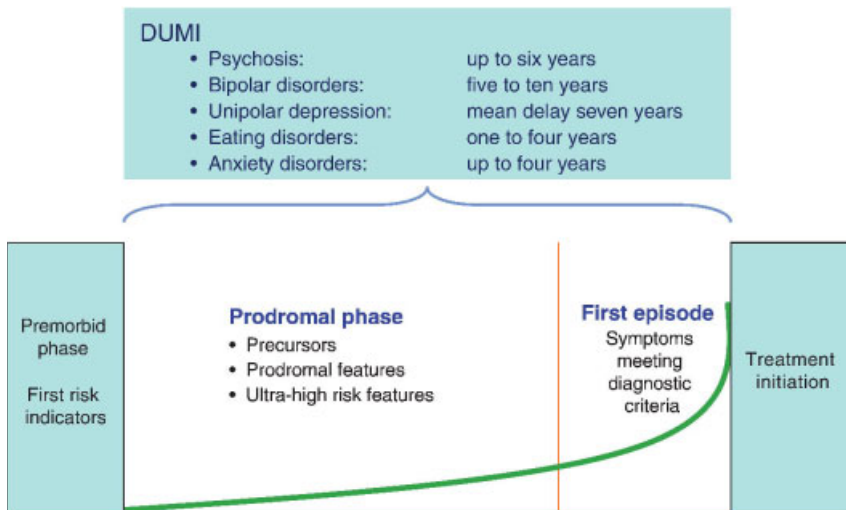 DUMI
• Psychosis: up to six years
• Bipolar disorders: five to ten years
• Unipolar depression: mean delay seven years
• Eating disorders: one to four years
• Anxiety disorders: up to four years
Premorbid
phase
First risk
indicators
Prodromal phase
• Precursors
• Prodromal features
• Ultra-high risk features
First episode
Symptoms
meeting
diagnostic
criteria
Treatment
initiation